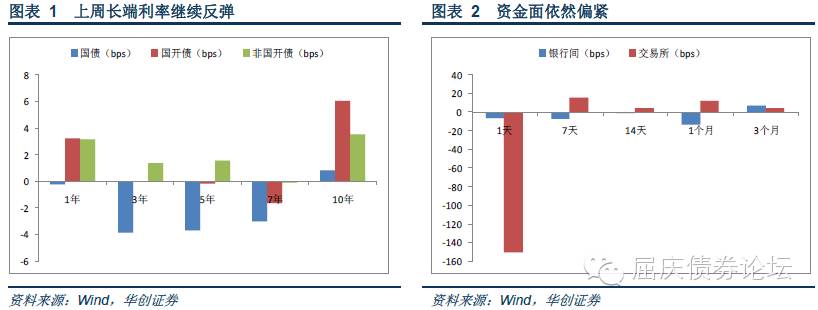 图表 1 上周长端利率继续反弹
国债（bps） 国开债（bps） 非国开债（bps）
8
6
4
2
0
-2
-4
-6
1年 3年 5年 7年 10年
资料来源：Wind，华创证券
图表 2 资金面依然偏紧
银行间（bps） 交易所（bps）
40
20
0
-20
-40
-60
-80
-100
-120
-140
-160
1天 7天 14天 1个月 3个月
屈庆债券论坛
资料来源：Wind，华创证券